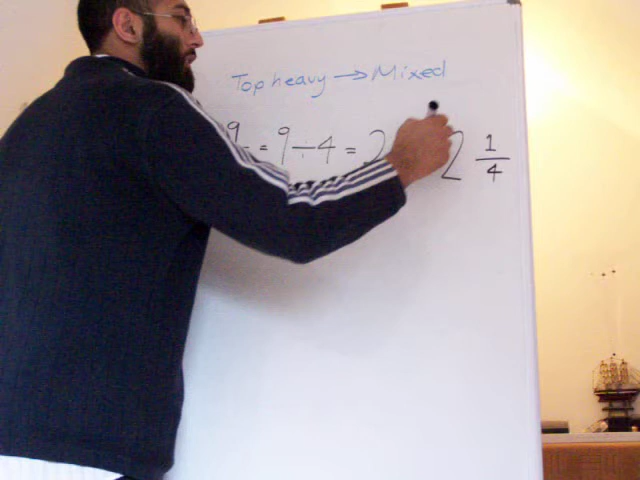 Top heavy → Mixed
9 = 9 ÷ 4 = 2 2 1/4